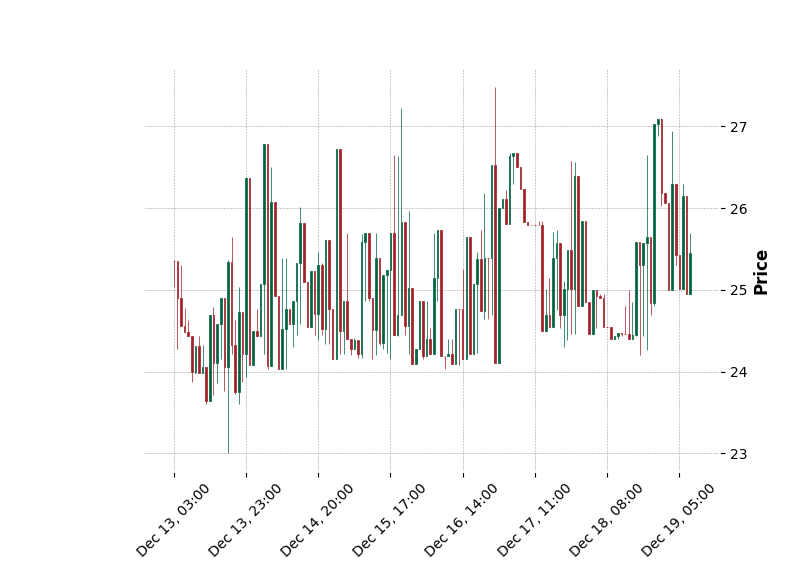 27
26
25
24
23
Price
Dec 13, 03:00
Dec 13, 23:00
Dec 14, 20:00
Dec 15, 17:00
Dec 16, 14:00
Dec 17, 11:00
Dec 18, 08:00
Dec 19, 05:00